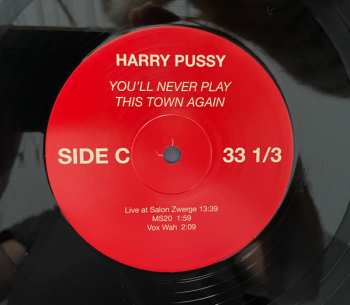 HARRY PUSSY
YOU'LL NEVER PLAY
THIS TOWN AGAIN
SIDE C 33 1/3
Live at Salon Zwerge 13:39
MS20 1:59
Vox Wah 2:09